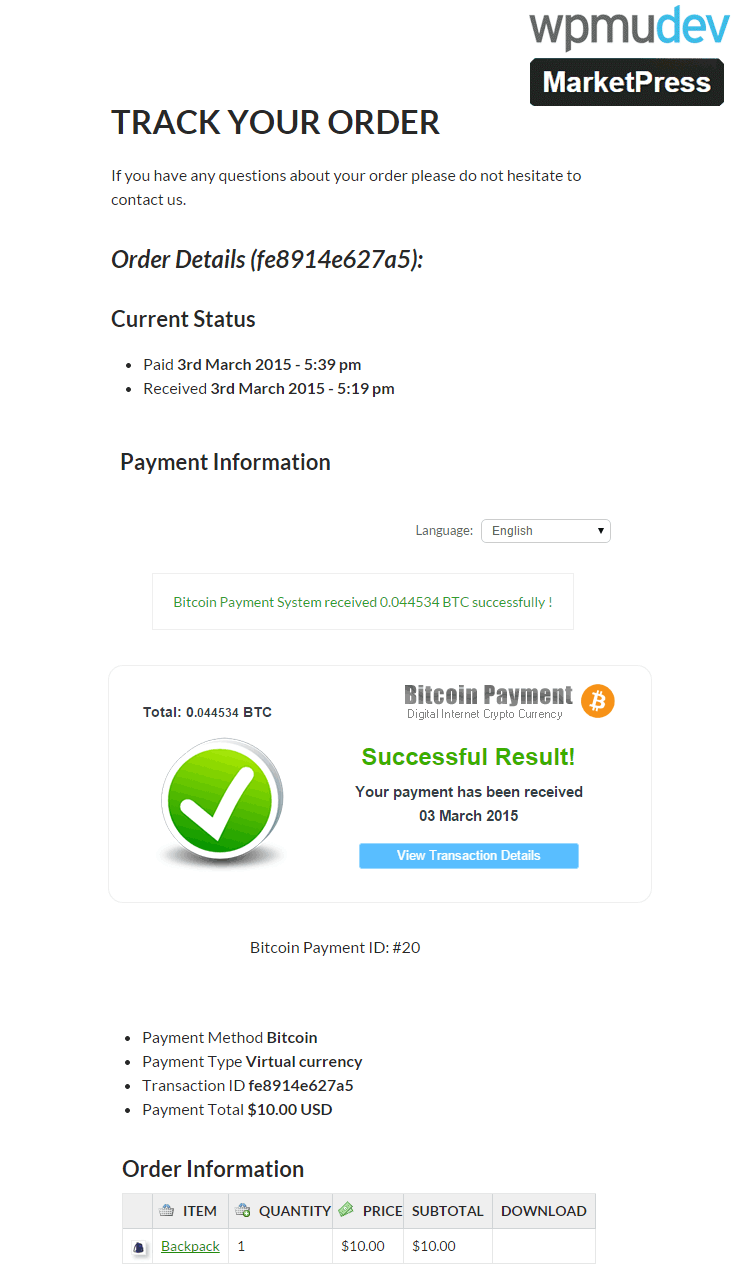 wpmudev
MarketPress
TRACK YOUR ORDER
If you have any questions about your order please do not hesitate to
contact us.
Order Details (fe8914e627a5):
Current Status
• Paid 3rd March 2015 - 5:39 pm
• Received 3rd March 2015 - 5:19 pm
Payment Information
Language: English
Bitcoin Payment System received 0.044534 BTC successfully !
Total: 0.044534 BTC
Bitcoin Payment
Digital Internet Crypto Currency
Successful Result!
Your payment has been received
03 March 2015
View Transaction Details
Bitcoin Payment ID: #20
• Payment Method Bitcoin
• Payment Type Virtual currency
• Transaction ID fe8914e627a5
• Payment Total $10.00 USD
Order Information
ITEM QUANTITY PRICE SUBTOTAL DOWNLOAD
Backpack 1 $10.00 $10.00